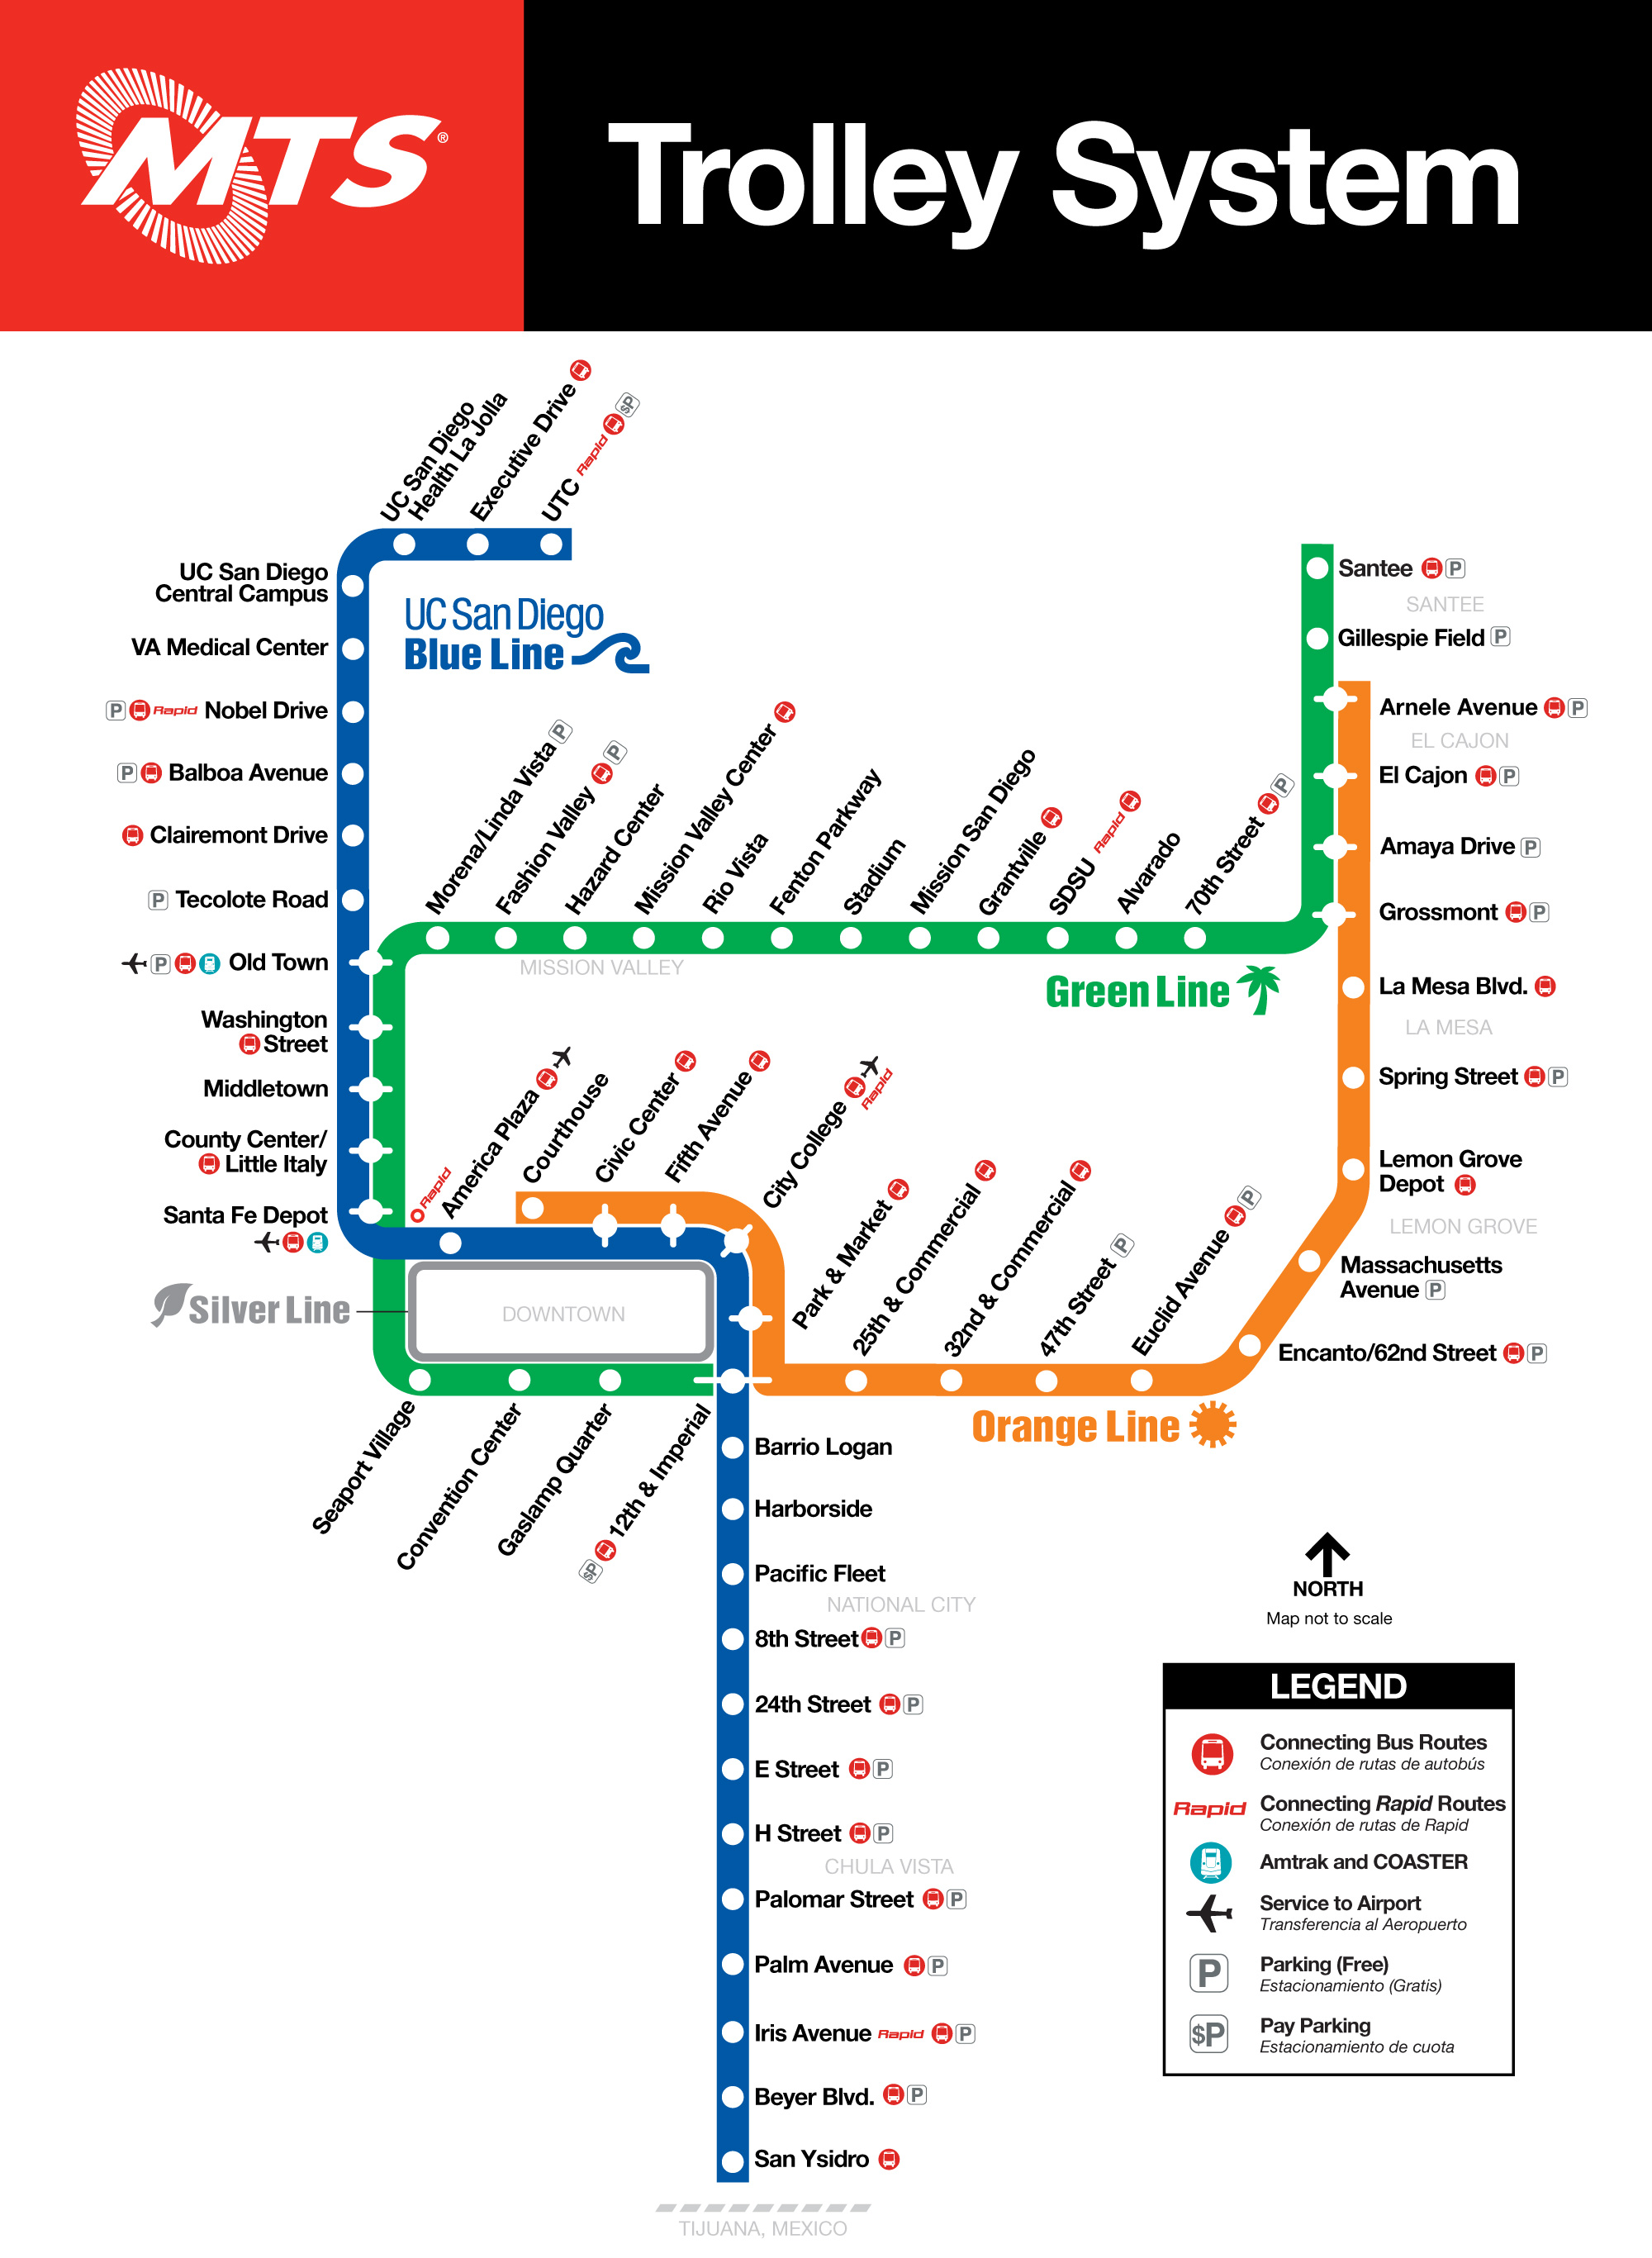 MTS®
Trolley System
UC San Diego
Health La Jolla
Executive Drive
UTC Rapid $P
UC San Diego
Central Campus
VA Medical Center
P Rapid Nobel Drive
P Balboa Avenue
Clairemont Drive
P Tecolote Road
P Old Town
Washington
Street
Middletown
County Center/
Little Italy
Santa Fe Depot
UC San Diego
Blue Line
Morena/Linda Vista P
Fashion Valley P
Hazard Center
Mission Valley Center
Rio Vista
Fenton Parkway
Stadium
Mission San Diego
Grantville
SDSU Rapid
Alvarado
70th Street P
MISSION VALLEY
Green Line
Santee P
SANTEE
Gillespie Field P
Arnele Avenue P
EL CAJON
El Cajon P
Amaya Drive P
Grossmont P
La Mesa Blvd.
LA MESA
Spring Street P
Lemon Grove
Depot
LEMON GROVE
Massachusetts
Avenue P
Encanto/62nd Street P
Rapid
America Plaza
Courthouse
Civic Center
Fifth Avenue
City College
Rapid
Park & Market
25th & Commercial
32nd & Commercial
47th Street P
Euclid Avenue P
Orange Line
Silver Line
DOWNTOWN
Seaport Village
Convention Center
Gaslamp Quarter
$P 12th & Imperial
Barrio Logan
Harborside
Pacific Fleet
NATIONAL CITY
8th Street P
24th Street P
E Street P
H Street P
CHULA VISTA
Palomar Street P
Palm Avenue P
Iris Avenue Rapid P
Beyer Blvd. P
San Ysidro
TIJUANA, MEXICO
NORTH
Map not to scale
LEGEND
Connecting Bus Routes
Conexión de rutas de autobús
Rapid Connecting Rapid Routes
Conexión de rutas de Rapid
Amtrak and COASTER
Service to Airport
Transferencia al Aeropuerto
P Parking (Free)
Estacionamiento (Gratis)
$P Pay Parking
Estacionamiento de cuota